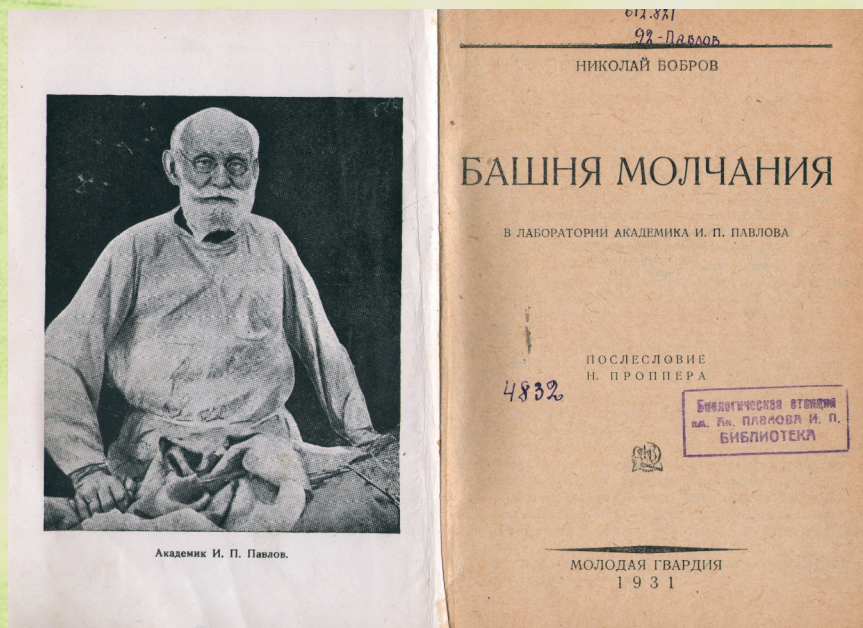 Академик И. П. Павлов.
612.821
92-Павлов
НИКОЛАЙ БОБРОВ
БАШНЯ МОЛЧАНИЯ
В ЛАБОРАТОРИИ АКАДЕМИКА И. П. ПАВЛОВА
ПОСЛЕСЛОВИЕ
Н. ПРОППЕРА
4832
Биологическая станция
им. Ак. ПАВЛОВА И. П.
БИБЛИОТЕКА
МОЛОДАЯ ГВАРДИЯ
1931